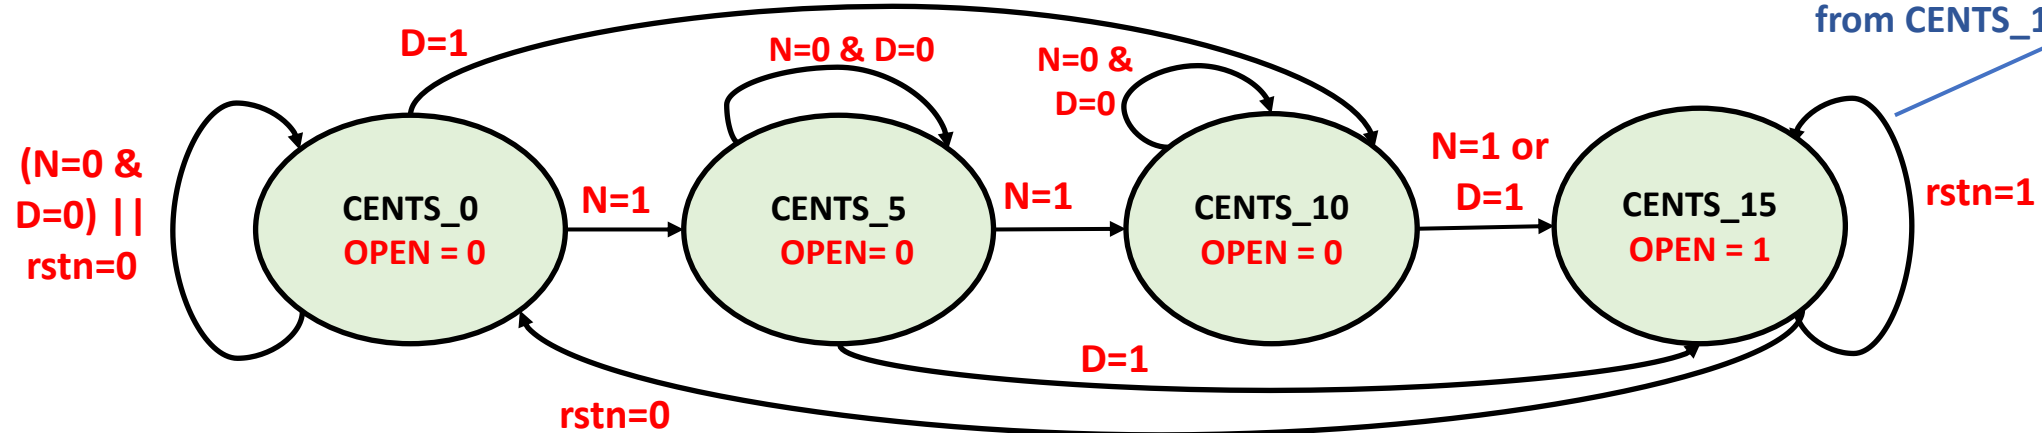 from CENTS_1
D=1
N=0 & D=0
N=0 &
D=0
(N=0 &
D=0) ||
rstn=0
CENTS_0
OPEN = 0
N=1
CENTS_5
OPEN= 0
N=1
CENTS_10
OPEN = 0
N=1 or
D=1
CENTS_15
OPEN = 1
rstn=1
D=1
rstn=0